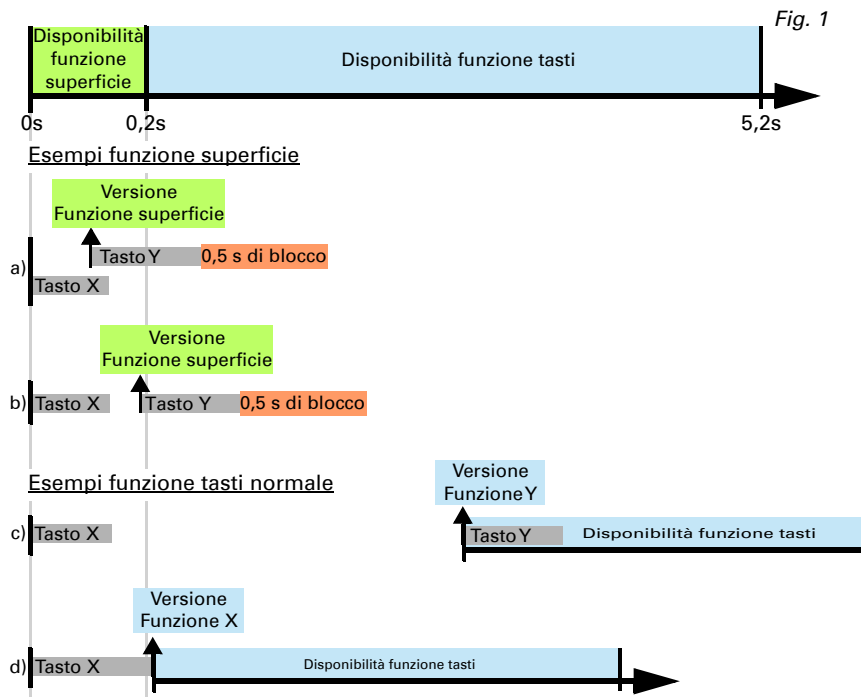 Fig. 1
Disponibilità
funzione
superficie
Disponibilità funzione tasti
0s
0,2s
5,2s
Esempi funzione superficie
Versione
Funzione superficie
a)
Tasto Y
0,5 s di blocco
Tasto X
Versione
Funzione superficie
b)
Tasto X
Tasto Y
0,5 s di blocco
Esempi funzione tasti normale
Versione
Funzione Y
c)
Tasto X
Tasto Y
Disponibilità funzione tasti
Versione
Funzione X
d)
Tasto X
Disponibilità funzione tasti